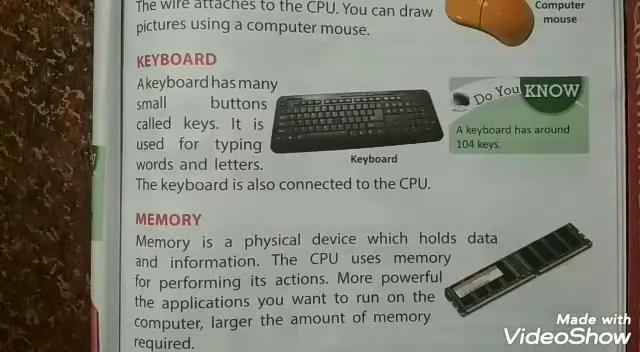 The wire attaches to the CPU. You can draw
pictures using a computer mouse.
Computer
mouse
KEYBOARD
A keyboard has many
small buttons
called keys. It is
used for typing
words and letters.
The keyboard is also connected to the CPU.
Keyboard
Do You KNOW
A keyboard has around
104 keys.
MEMORY
Memory is a physical device which holds data
and information. The CPU uses memory
for performing its actions. More powerful
the applications you want to run on the
computer, larger the amount of memory
required.
Made with
VideoShow